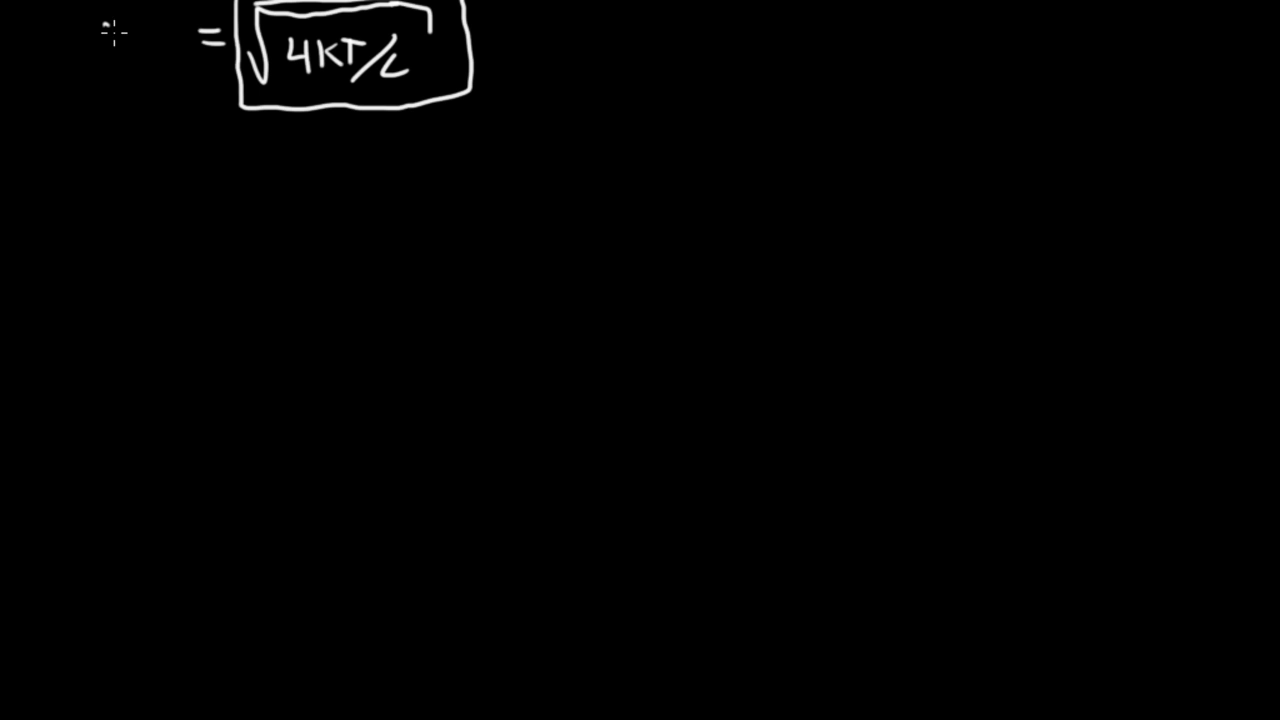 = √4KT/L